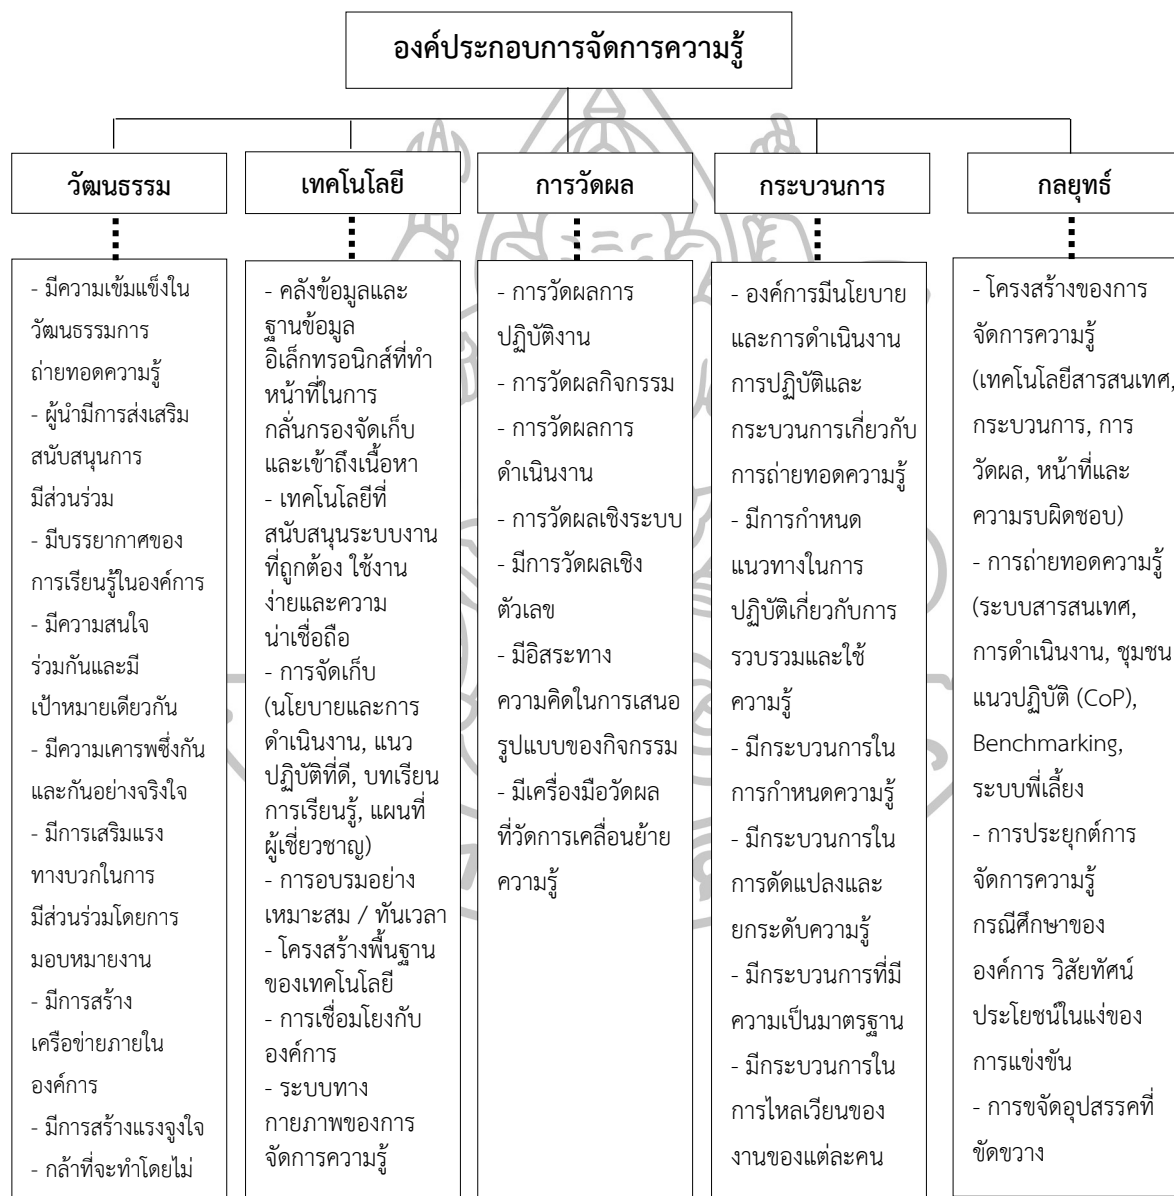 องค์ประกอบการจัดการความรู้
วัฒนธรรม
- มีความเข้มแข็งใน
วัฒนธรรมการ
ถ่ายทอดความรู้
- ผู้นำมีการส่งเสริม
สนับสนุนการ
มีส่วนร่วม
- มีบรรยากาศของ
การเรียนรู้ในองค์การ
- มีความสนใจ
ร่วมกันและมี
เป้าหมายเดียวกัน
- มีความเคารพซึ่งกัน
และกันอย่างจริงใจ
- มีการเสริมแรง
ทางบวกในการ
มีส่วนร่วมโดยการ
มอบหมายงาน
- มีการสร้าง
เครือข่ายภายใน
องค์การ
- มีการสร้างแรงจูงใจ
- กล้าที่จะทำโดยไม่
เทคโนโลยี
- คลังข้อมูลและ
ฐานข้อมูล
อิเล็กทรอนิกส์ที่ทำ
หน้าที่ในการ
กลั่นกรองจัดเก็บ
และเข้าถึงเนื้อหา
- เทคโนโลยีที่
สนับสนุนระบบงาน
ที่ถูกต้อง ใช้งาน
ง่ายและความ
น่าเชื่อถือ
- การจัดเก็บ
(นโยบายและการ
ดำเนินงาน, แนว
ปฏิบัติที่ดี, บทเรียน
การเรียนรู้, แผนที่
ผู้เชี่ยวชาญ)
- การอบรมอย่าง
เหมาะสม / ทันเวลา
- โครงสร้างพื้นฐาน
ของเทคโนโลยี
- การเชื่อมโยงกับ
องค์การ
- ระบบทาง
กายภาพของการ
จัดการความรู้
การวัดผล
- การวัดผลการ
ปฏิบัติงาน
- การวัดผลกิจกรรม
- การวัดผลการ
ดำเนินงาน
- การวัดผลเชิงระบบ
- มีการวัดผลเชิง
ตัวเลข
- มีอิสระทาง
ความคิดในการเสนอ
รูปแบบของกิจกรรม
- มีเครื่องมือวัดผล
ที่วัดการเคลื่อนย้าย
ความรู้
กระบวนการ
- องค์การมีนโยบาย
และการดำเนินงาน
การปฏิบัติและ
กระบวนการเกี่ยวกับ
การถ่ายทอดความรู้
- มีการกำหนด
แนวทางในการ
ปฏิบัติเกี่ยวกับการ
รวบรวมและใช้
ความรู้
- มีกระบวนการใน
การกำหนดความรู้
- มีกระบวนการใน
การดัดแปลงและ
ยกระดับความรู้
- มีกระบวนการที่มี
ความเป็นมาตรฐาน
- มีกระบวนการใน
การไหลเวียนของ
งานของแต่ละคน
กลยุทธ์
- โครงสร้างของการ
จัดการความรู้
(เทคโนโลยีสารสนเทศ,
กระบวนการ, การ
วัดผล, หน้าที่และ
ความรบผิดชอบ)
- การถ่ายทอดความรู้
(ระบบสารสนเทศ,
การดำเนินงาน, ชุมชน
แนวปฏิบัติ (CoP),
Benchmarking,
ระบบพี่เลี้ยง
- การประยุกต์การ
จัดการความรู้
กรณีศึกษาของ
องค์การ วิสัยทัศน์
ประโยชน์ในแง่ของ
การแข่งขัน
- การขจัดอุปสรรคที่
ขัดขวาง